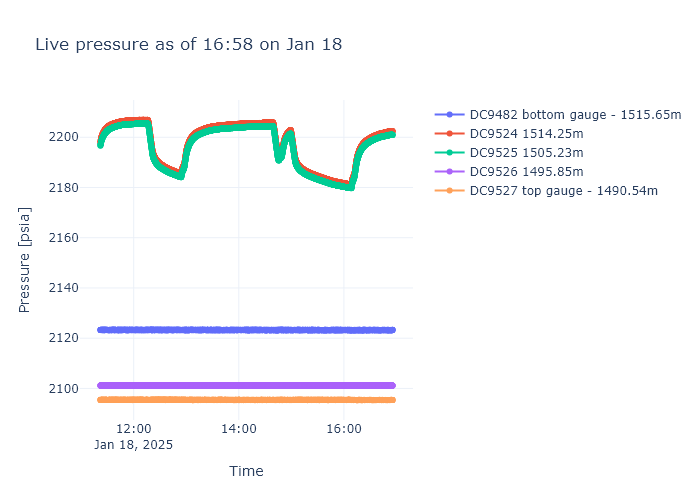 Live pressure as of 16:58 on Jan 18
DC9482 bottom gauge - 1515.65m
DC9524 1514.25m
DC9525 1505.23m
DC9526 1495.85m
DC9527 top gauge - 1490.54m
Pressure [psia]
2200
2180
2160
2140
2120
2100
12:00
14:00
16:00
Jan 18, 2025
Time